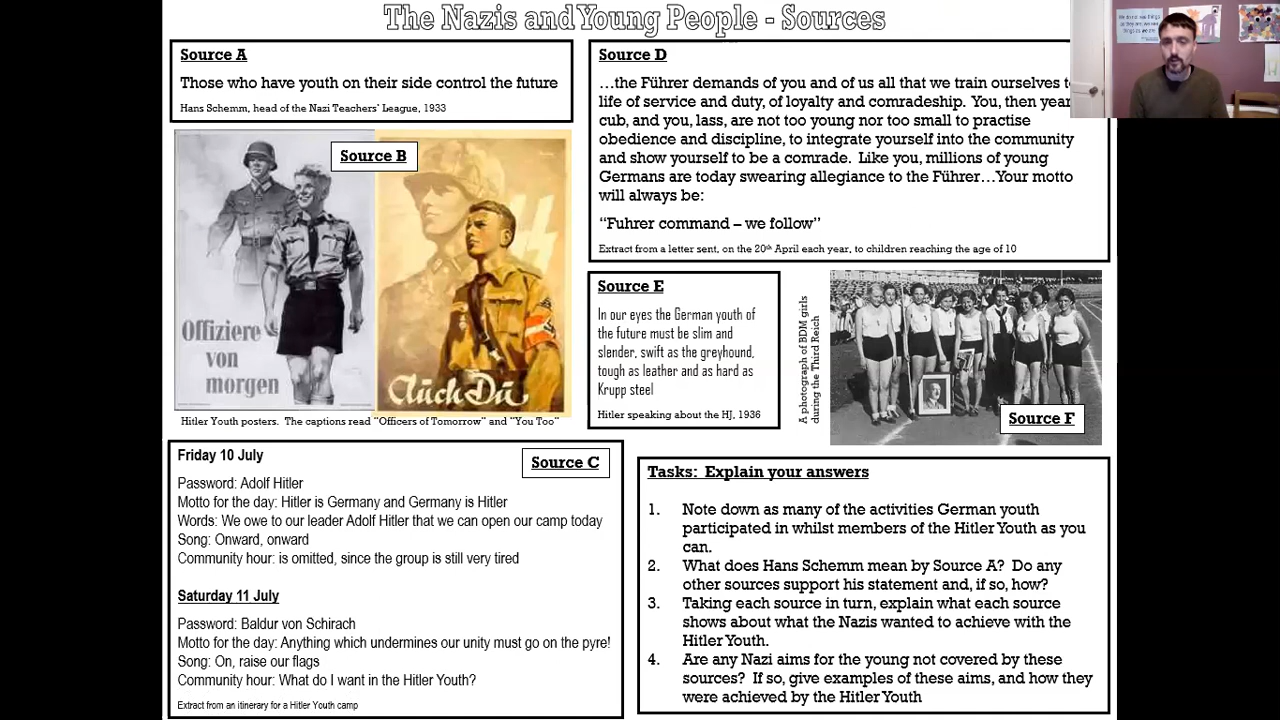 The Nazis and Young People - Sources
Source A
Those who have youth on their side control the future
Hans Schemm, head of the Nazi Teachers' League, 1933
Source B
Offiziere
von
morgen
Auch Du
Hitler Youth posters. The captions read "Officers of Tomorrow" and "You Too"
Friday 10 July
Source C
Password: Adolf Hitler
Motto for the day: Hitler is Germany and Germany is Hitler
Words: We owe to our leader Adolf Hitler that we can open our camp today
Song: Onward, onward
Community hour: is omitted, since the group is still very tired
Saturday 11 July
Password: Baldur von Schirach
Motto for the day: Anything which undermines our unity must go on the pyre!
Song: On, raise our flags
Community hour: What do I want in the Hitler Youth?
Extract from an itinerary for a Hitler Youth camp
Source D
…the Führer demands of you and of us all that we train ourselves
life of service and duty, of loyalty and comradeship. You, then year
cub, and you, lass, are not too young nor too small to practise
obedience and discipline, to integrate yourself into the community
and show yourself to be a comrade. Like you, millions of young
Germans are today swearing allegiance to the Führer…Your motto
will always be:
"Fuhrer command – we follow"
Extract from a letter sent, on the 20th April each year, to children reaching the age of 10
Source E
In our eyes the German youth of
the future must be slim and
slender, swift as the greyhound,
tough as leather and as hard as
Krupp steel
Hitler speaking about the HJ, 1936
A photograph of BDM girls
during the Third Reich
Source F
Tasks: Explain your answers
1. Note down as many of the activities German youth
participated in whilst members of the Hitler Youth as you
can.
2. What does Hans Schemm mean by Source A? Do any
other sources support his statement and, if so, how?
3. Taking each source in turn, explain what each source
shows about what the Nazis wanted to achieve with the
Hitler Youth.
4. Are any Nazi aims for the young not covered by these
sources? If so, give examples of these aims, and how they
were achieved by the Hitler Youth